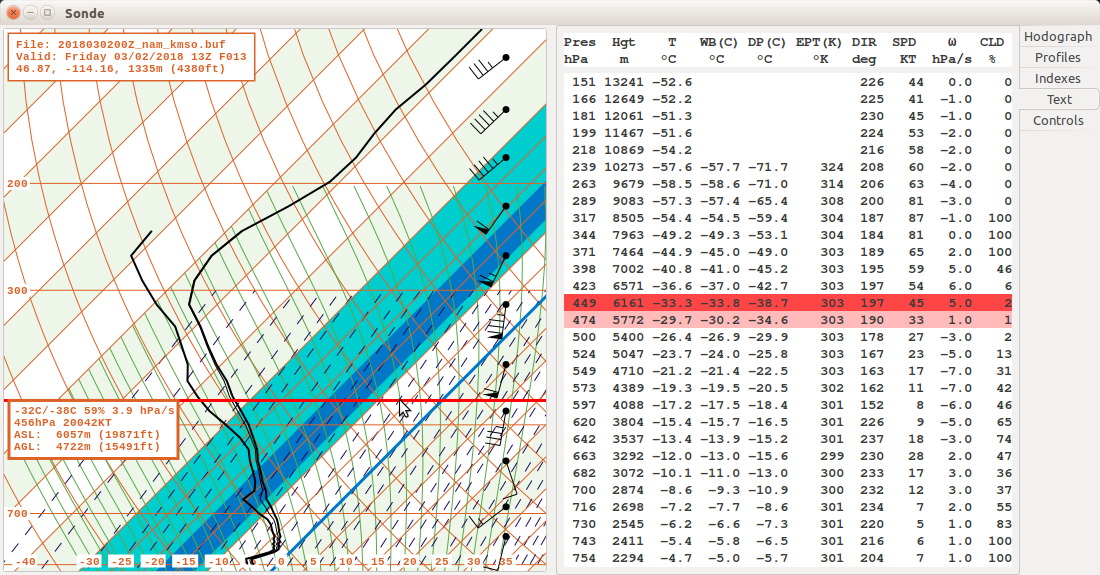 Sonde
File: 2018030200Z_nam_kmso.buf
Valid: Friday 03/02/2018 13Z F013
46.87, -114.16, 1335m (4380ft)
200
300
-32C/-38C 59% 3.9 hPa/s
456hPa 20042KT
ASL: 6057m (19871ft)
AGL: 4722m (15491ft)
700
-40 -30 -25 -20 -15 -10 0 5 10 15 20 25 30 35
Pres Hgt T WB(C) DP(C) EPT(K) DIR SPD ω CLD
hPa m °C °C °C °K deg KT hPa/s %
151 13241 −52.6 226 44 0.0 0
166 12649 −52.2 225 41 −1.0 0
181 12061 −51.3 230 45 −1.0 0
199 11467 −51.6 224 53 −2.0 0
218 10869 −54.2 216 58 −2.0 0
239 10273 −57.6 −57.7 −71.7 324 208 60 −2.0 0
263 9679 −58.5 −58.6 −71.0 314 206 63 −4.0 0
289 9083 −57.3 −57.4 −65.4 308 200 81 −3.0 0
317 8505 −54.4 −54.5 −59.4 304 187 87 −1.0 100
344 7963 −49.2 −49.3 −53.1 304 184 81 0.0 100
371 7464 −44.9 −45.0 −49.0 303 189 65 2.0 100
398 7002 −40.8 −41.0 −45.2 303 195 59 5.0 46
423 6571 −36.6 −37.0 −42.7 303 197 54 6.0 6
449 6161 −33.3 −33.8 −38.7 303 197 45 5.0 2
474 5772 −29.7 −30.2 −34.6 303 190 33 1.0 1
500 5400 −26.4 −26.9 −29.9 303 178 27 −3.0 2
524 5047 −23.7 −24.0 −25.8 303 167 23 −5.0 13
549 4710 −21.2 −21.4 −22.5 303 163 17 −7.0 31
573 4389 −19.3 −19.5 −20.5 302 162 11 −7.0 42
597 4088 −17.2 −17.5 −18.4 301 152 8 −6.0 46
620 3804 −15.4 −15.7 −16.5 301 226 9 −5.0 65
642 3537 −13.4 −13.9 −15.2 301 237 18 −3.0 74
663 3292 −12.0 −13.0 −15.6 299 230 28 1.0 47
682 3072 −10.1 −11.0 −13.0 300 233 17 3.0 36
700 2874 −8.6 −9.3 −10.9 300 232 12 3.0 37
716 2698 −7.2 −7.7 −8.6 301 234 7 2.0 55
730 2545 −6.2 −6.6 −7.3 301 220 5 1.0 83
743 2411 −5.4 −5.8 −6.5 301 216 6 1.0 100
754 2294 −4.7 −5.0 −5.7 301 204 7 1.0 100
Hodograph
Profiles
Indexes
Text
Controls